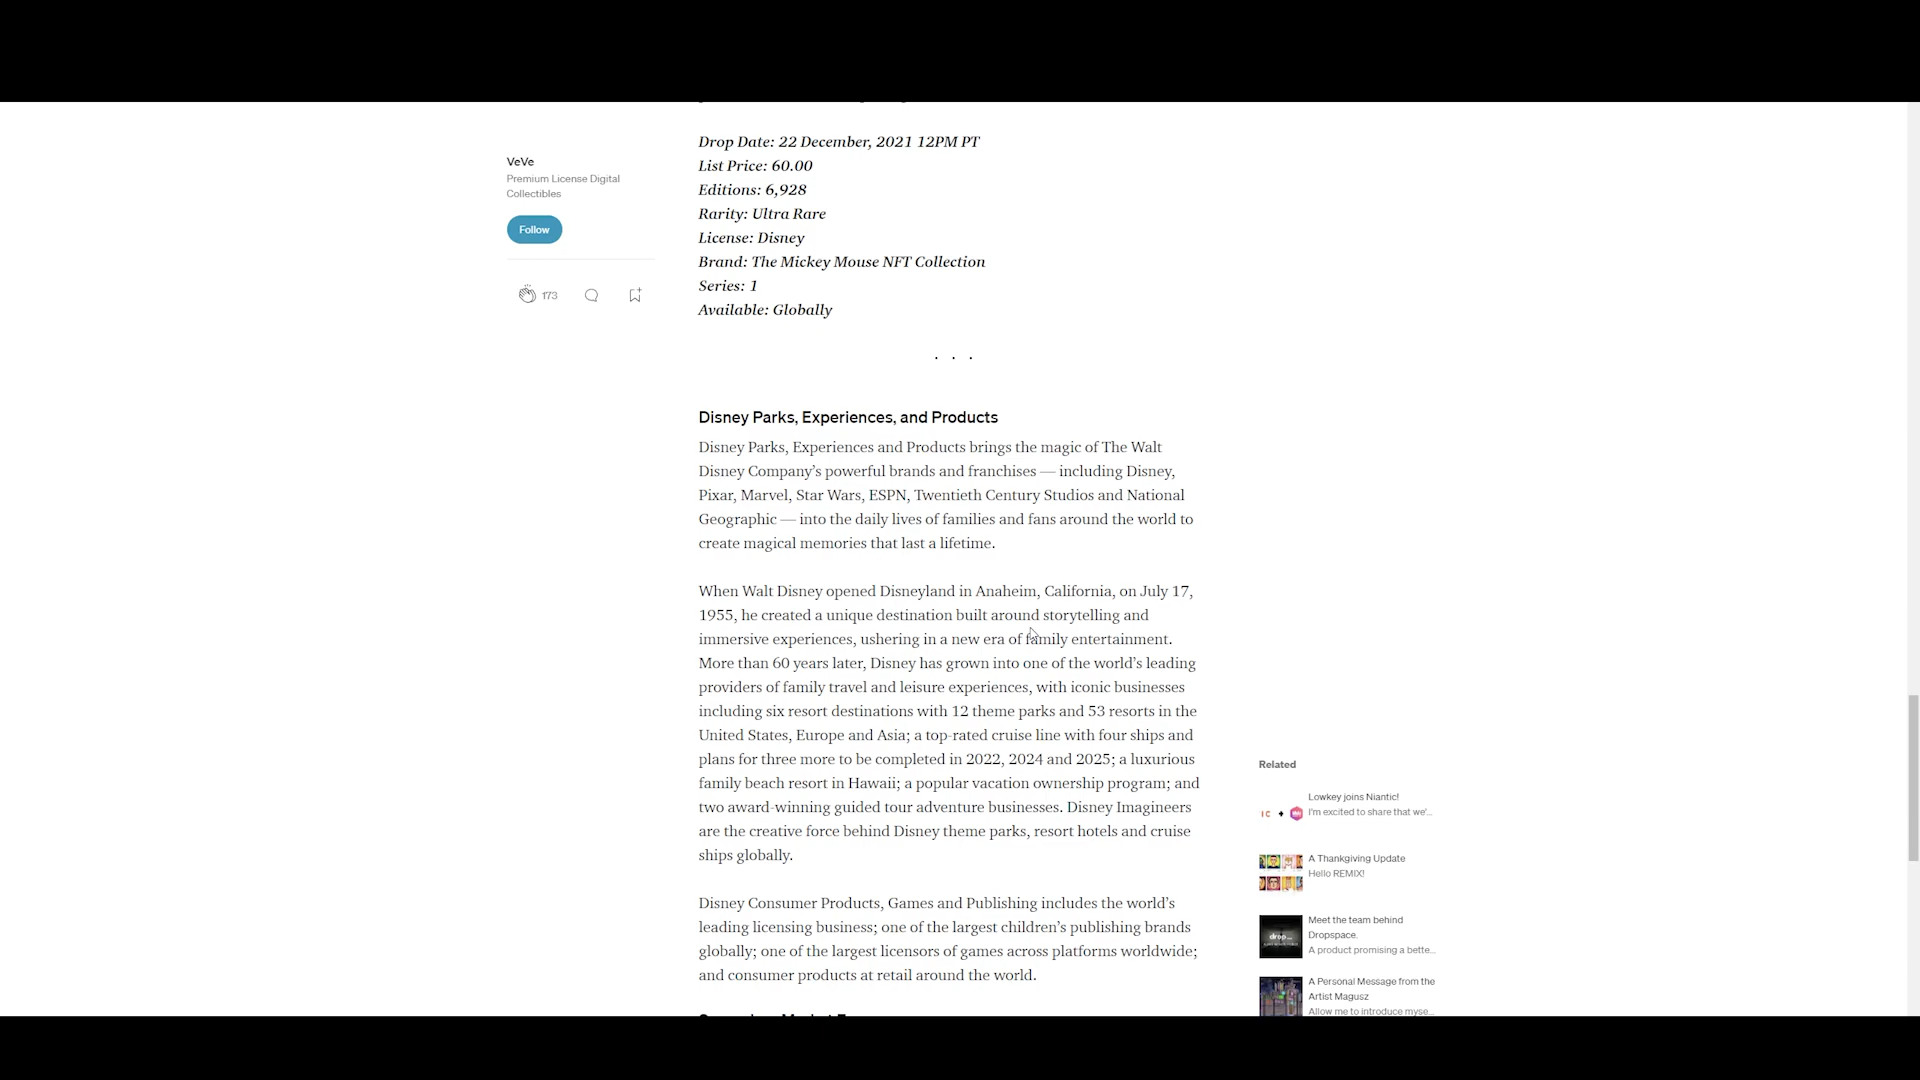 VeVe
Premium License Digital
Collectibles
Follow
173
Drop Date: 22 December, 2021 12PM PT
List Price: 60.00
Editions: 6,928
Rarity: Ultra Rare
License: Disney
Brand: The Mickey Mouse NFT Collection
Series: 1
Available: Globally
. . .
Disney Parks, Experiences, and Products
Disney Parks, Experiences and Products brings the magic of The Walt
Disney Company's powerful brands and franchises — including Disney,
Pixar, Marvel, Star Wars, ESPN, Twentieth Century Studios and National
Geographic — into the daily lives of families and fans around the world to
create magical memories that last a lifetime.
When Walt Disney opened Disneyland in Anaheim, California, on July 17,
1955, he created a unique destination built around storytelling and
immersive experiences, ushering in a new era of family entertainment.
More than 60 years later, Disney has grown into one of the world's leading
providers of family travel and leisure experiences, with iconic businesses
including six resort destinations with 12 theme parks and 53 resorts in the
United States, Europe and Asia; a top-rated cruise line with four ships and
plans for three more to be completed in 2022, 2024 and 2025; a luxurious
family beach resort in Hawaii; a popular vacation ownership program; and
two award-winning guided tour adventure businesses. Disney Imagineers
are the creative force behind Disney theme parks, resort hotels and cruise
ships globally.
Disney Consumer Products, Games and Publishing includes the world's
leading licensing business; one of the largest children's publishing brands
globally; one of the largest licensors of games across platforms worldwide;
and consumer products at retail around the world.
Related
Lowkey joins Niantic!
I'm excited to share that we'...
A Thankgiving Update
Hello REMIX!
Meet the team behind
Dropspace.
A product promising a bette...
A Personal Message from the
Artist Magusz
Allow me to introduce myse...